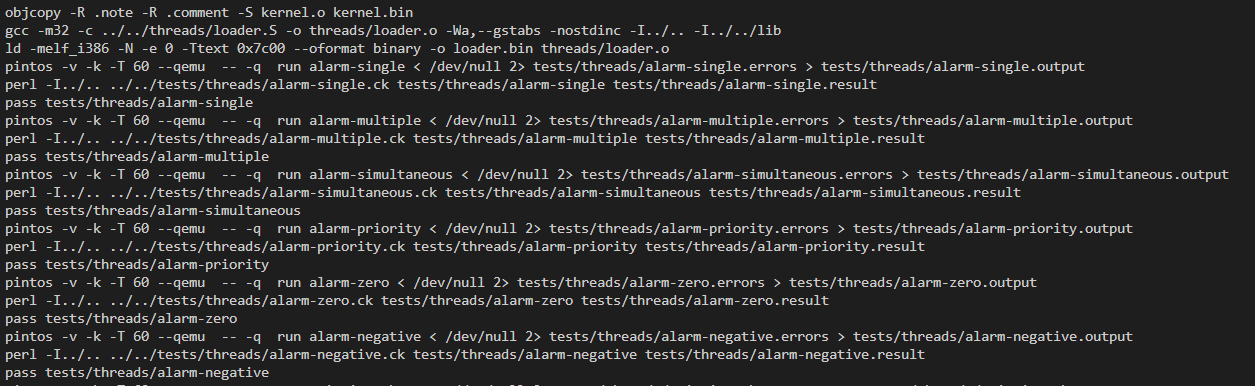 objcopy -R .note -R .comment -S kernel.o kernel.bin
gcc -m32 -c ../../threads/loader.S -o threads/loader.o -Wa,--gstabs -nostdinc -I../.. -I../../lib
ld -melf_i386 -N -e 0 -Ttext 0x7c00 --oformat binary -o loader.bin threads/loader.o
pintos -v -k -T 60 --qemu  -- -q  run alarm-single < /dev/null 2> tests/threads/alarm-single.errors > tests/threads/alarm-single.output
perl -I../.. ../../tests/threads/alarm-single.ck tests/threads/alarm-single tests/threads/alarm-single.result
pass tests/threads/alarm-single
pintos -v -k -T 60 --qemu  -- -q  run alarm-multiple < /dev/null 2> tests/threads/alarm-multiple.errors > tests/threads/alarm-multiple.output
perl -I../.. ../../tests/threads/alarm-multiple.ck tests/threads/alarm-multiple tests/threads/alarm-multiple.result
pass tests/threads/alarm-multiple
pintos -v -k -T 60 --qemu  -- -q  run alarm-simultaneous < /dev/null 2> tests/threads/alarm-simultaneous.errors > tests/threads/alarm-simultaneous.output
perl -I../.. ../../tests/threads/alarm-simultaneous.ck tests/threads/alarm-simultaneous tests/threads/alarm-simultaneous.result
pass tests/threads/alarm-simultaneous
pintos -v -k -T 60 --qemu  -- -q  run alarm-priority < /dev/null 2> tests/threads/alarm-priority.errors > tests/threads/alarm-priority.output
perl -I../.. ../../tests/threads/alarm-priority.ck tests/threads/alarm-priority tests/threads/alarm-priority.result
pass tests/threads/alarm-priority
pintos -v -k -T 60 --qemu  -- -q  run alarm-zero < /dev/null 2> tests/threads/alarm-zero.errors > tests/threads/alarm-zero.output
perl -I../.. ../../tests/threads/alarm-zero.ck tests/threads/alarm-zero tests/threads/alarm-zero.result
pass tests/threads/alarm-zero
pintos -v -k -T 60 --qemu  -- -q  run alarm-negative < /dev/null 2> tests/threads/alarm-negative.errors > tests/threads/alarm-negative.output
perl -I../.. ../../tests/threads/alarm-negative.ck tests/threads/alarm-negative tests/threads/alarm-negative.result
pass tests/threads/alarm-negative